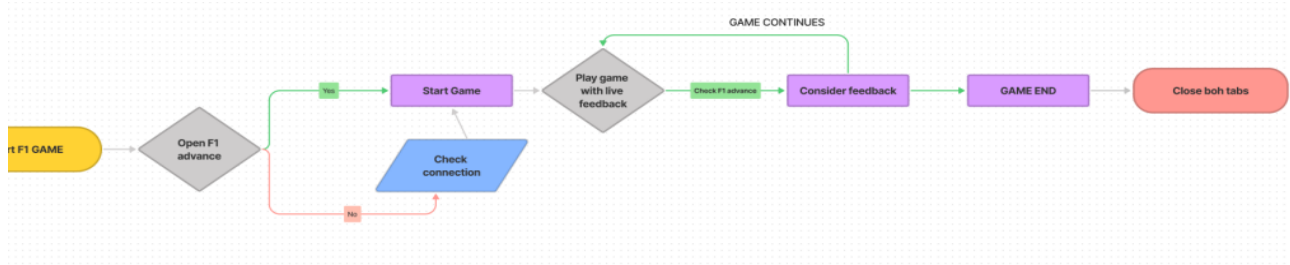 GAME CONTINUES
Play game
with live
feedback
Yes
Start Game
Check F1 advance
Consider feedback
GAME END
Close boh tabs
rt F1 GAME
Open F1
advance
Check
connection
No